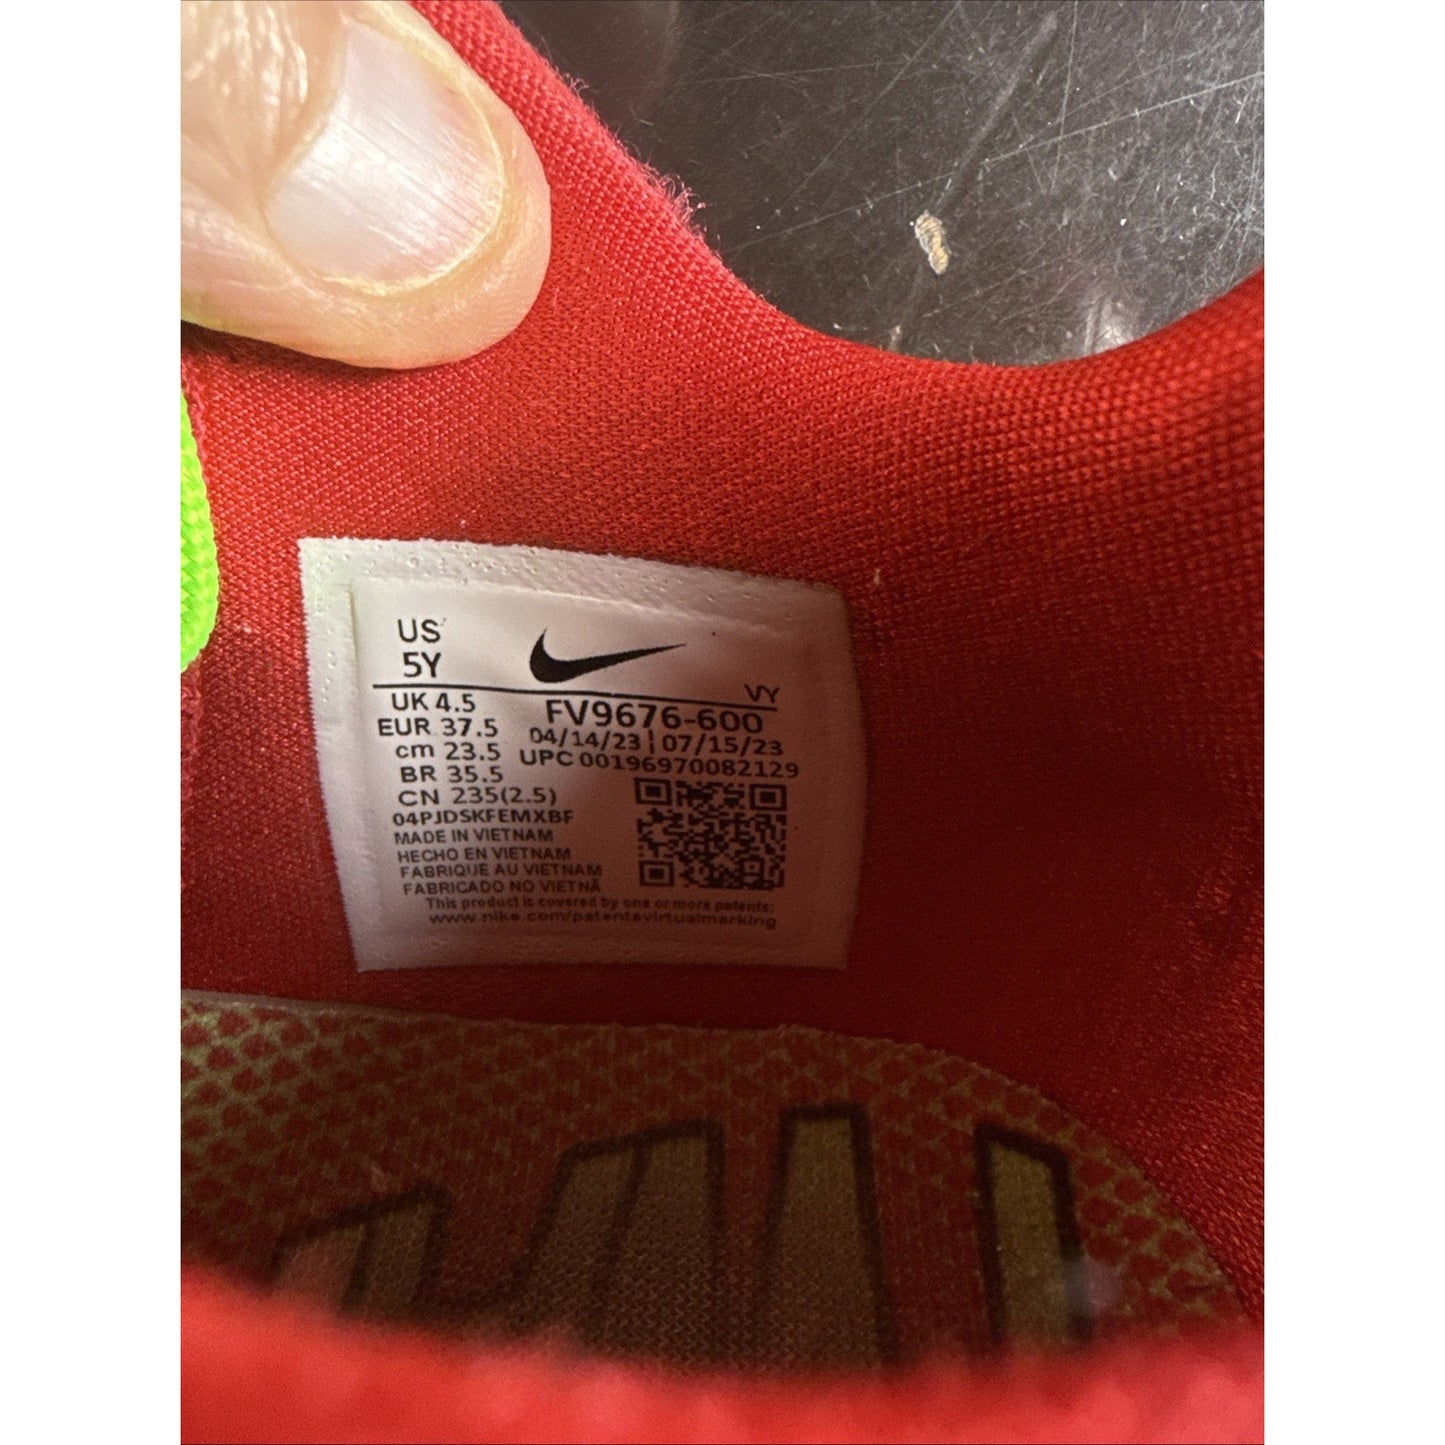 US
5Y
VY
UK 4.5
EUR 37.5
cm 23.5
BR 35.5
CN 235(2.5)
FV9676-600
04/14/23 | 07/15/23
UPC 00196970082129
04PJDSKFEMXBF
MADE IN VIETNAM
HECHO EN VIETNAM
FABRIQUE AU VIETNAM
FABRICADO NO VIETNÃ
This product is covered by one or more patents:
www.nike.com/patentsvirtualmarking